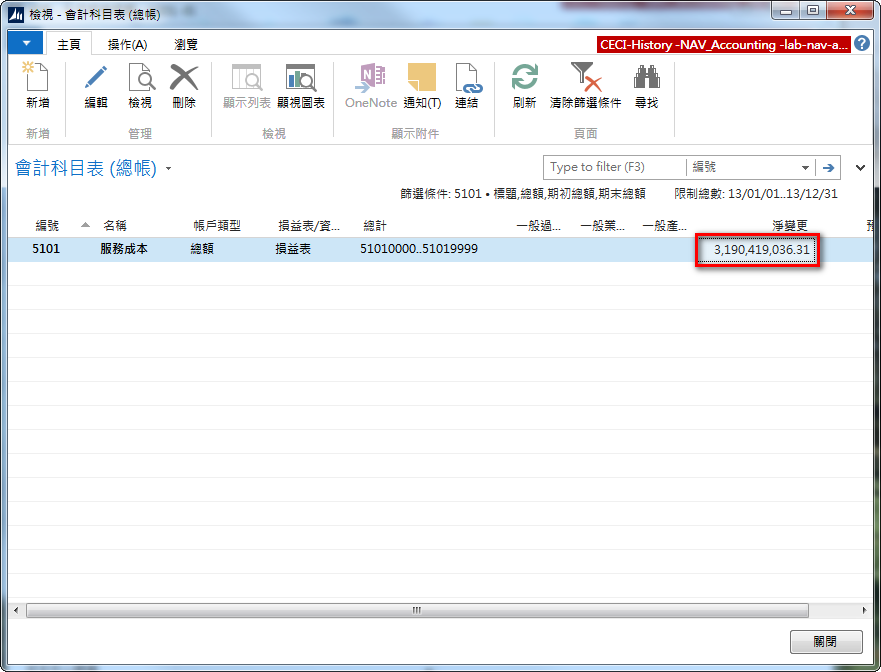 檢視 - 會計科目表 (總帳)
主頁 操作(A) 瀏覽
CECI-History -NAV_Accounting -lab-nav-a...
新增 編輯 檢視 刪除 顯示列表 顯視圖表 OneNote 通知(T) 連結 刷新 清除篩選條件 尋找
新增 管理 檢視 顯示附件 頁面
會計科目表 (總帳)
Type to filter (F3) 編號
篩選條件: 5101 • 標題,總額,期初總額,期末總額 限制總數: 13/01/01..13/12/31
編號 名稱 帳戶類型 損益表/資... 總計 一般過... 一般業... 一般產... 淨變更
5101 服務成本 總額 損益表 51010000..51019999 3,190,419,036.31
關閉